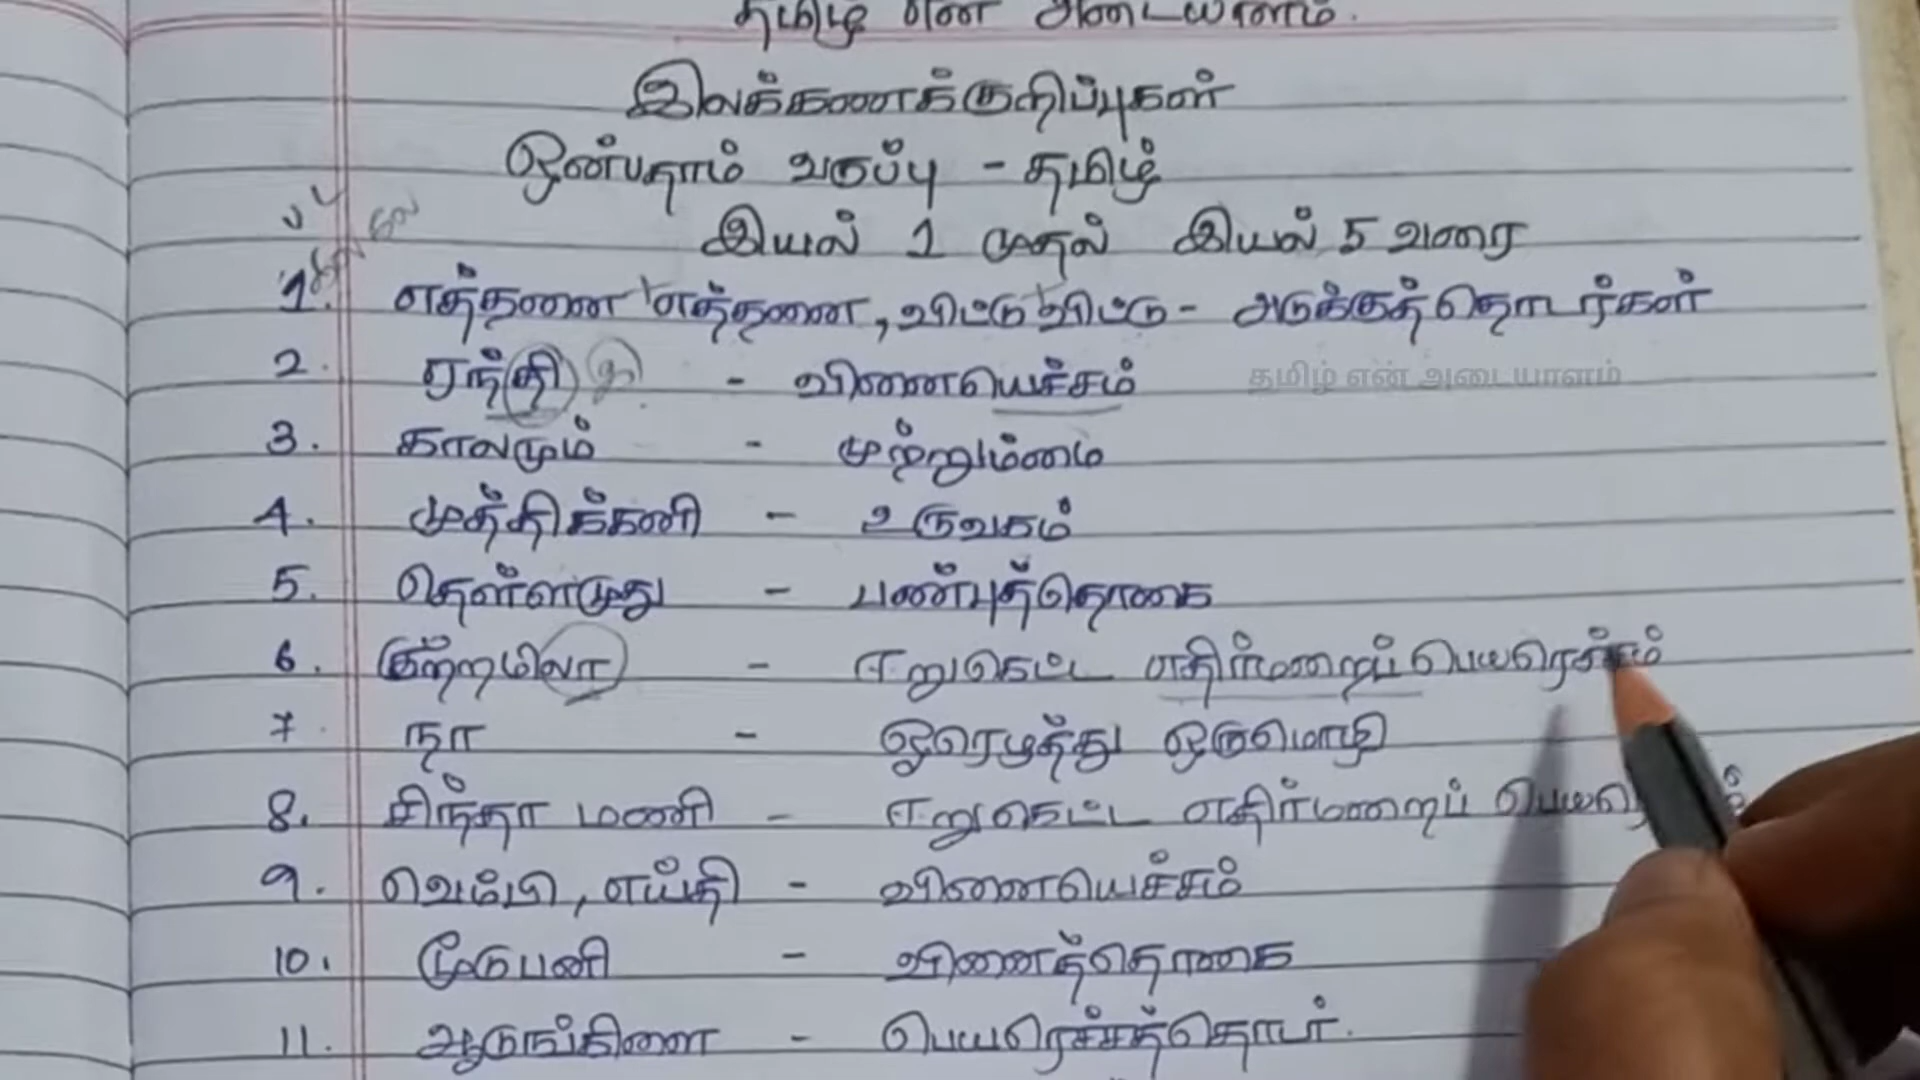 தமிழ் என் அடையாளம்.
இலக்கணக்குறிப்புகள்
ஒன்பதாம் வகுப்பு - தமிழ்
இயல் 1 முதல் இயல் 5 வரை
1. எத்தனை எத்தனை, விட்டு விட்டு - அடுக்குத்தொடர்கள்
2. ஏந்தி - வினையெச்சம்
தமிழ் என் அடையாளம்
3. காலமும் - முற்றும்மை
4. முத்திக்கனி - உருவகம்
5. தெள்ளமுது - பண்புத்தொகை
6. குற்றமிலா - ஈறுகெட்ட எதிர்மறைப் பெயரெச்சம்
7. நா - ஓரெழுத்து ஒருமொழி
8. சிந்தா மணி - ஈறுகெட்ட எதிர்மறைப்
9. வெம்பி, எய்தி - வினையெச்சம்
10. மூடுபனி - வினைத்தொகை
11. ஆடுங்கிளை - பெயரெச்சத்தொடர்.